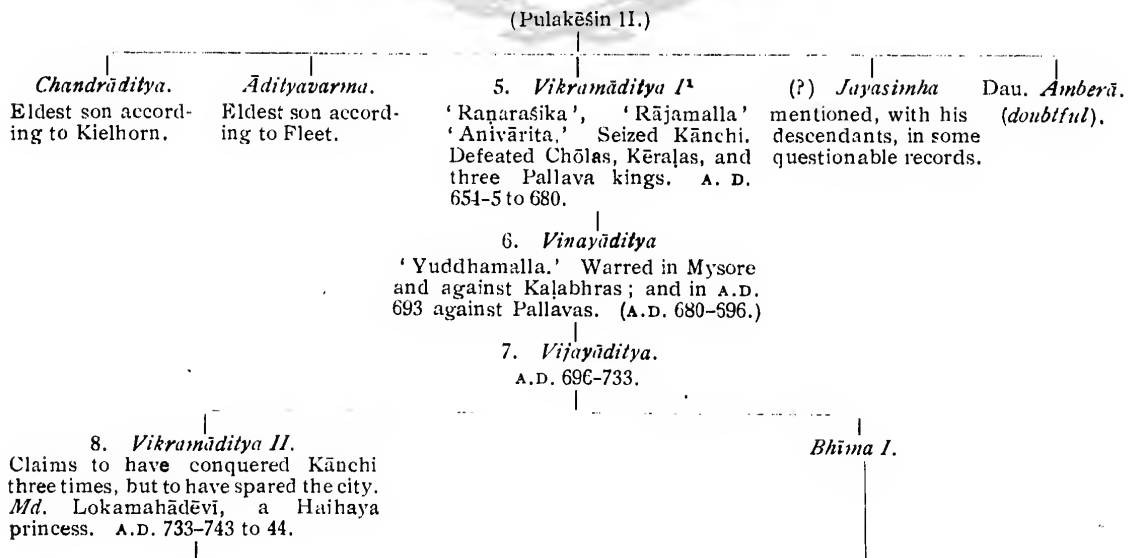 (Pulakēśin II.)
Chandrāditya.
Eldest son accord-
ing to Kielhorn.
Ādityavarma.
Eldest son accord-
ing to Fleet.
5. Vikramāditya I¹
'Raṇaraśika', 'Rājamalla'
'Anivārita.' Seized Kānchi.
Defeated Chōlas, Kēraḷas, and
three Pallava kings. A. D.
654-5 to 680.
(?) Jayasimha
mentioned, with his
descendants, in some
questionable records.
Dau. Amberā.
(doubtful).
6. Vinayāditya
'Yuddhamalla.' Warred in Mysore
and against Kaḷabhras; and in A.D.
693 against Pallavas. (A.D. 680-696.)
7. Vijayāditya.
A.D. 696-733.
8. Vikramāditya II.
Claims to have conquered Kānchi
three times, but to have spared the city.
Md. Lokamahādēvī, a Haihaya
princess. A.D. 733-743 to 44.
Bhīma I.